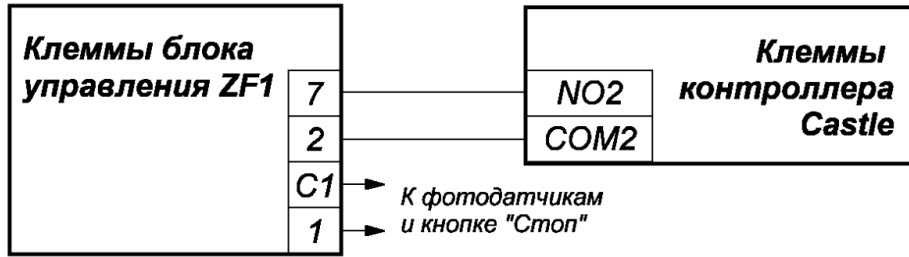 Клеммы блока
управления ZF1
7
2
C1
1
NO2
COM2
Клеммы
контроллера
Castle
К фотодатчикам
и кнопке "Стоп"